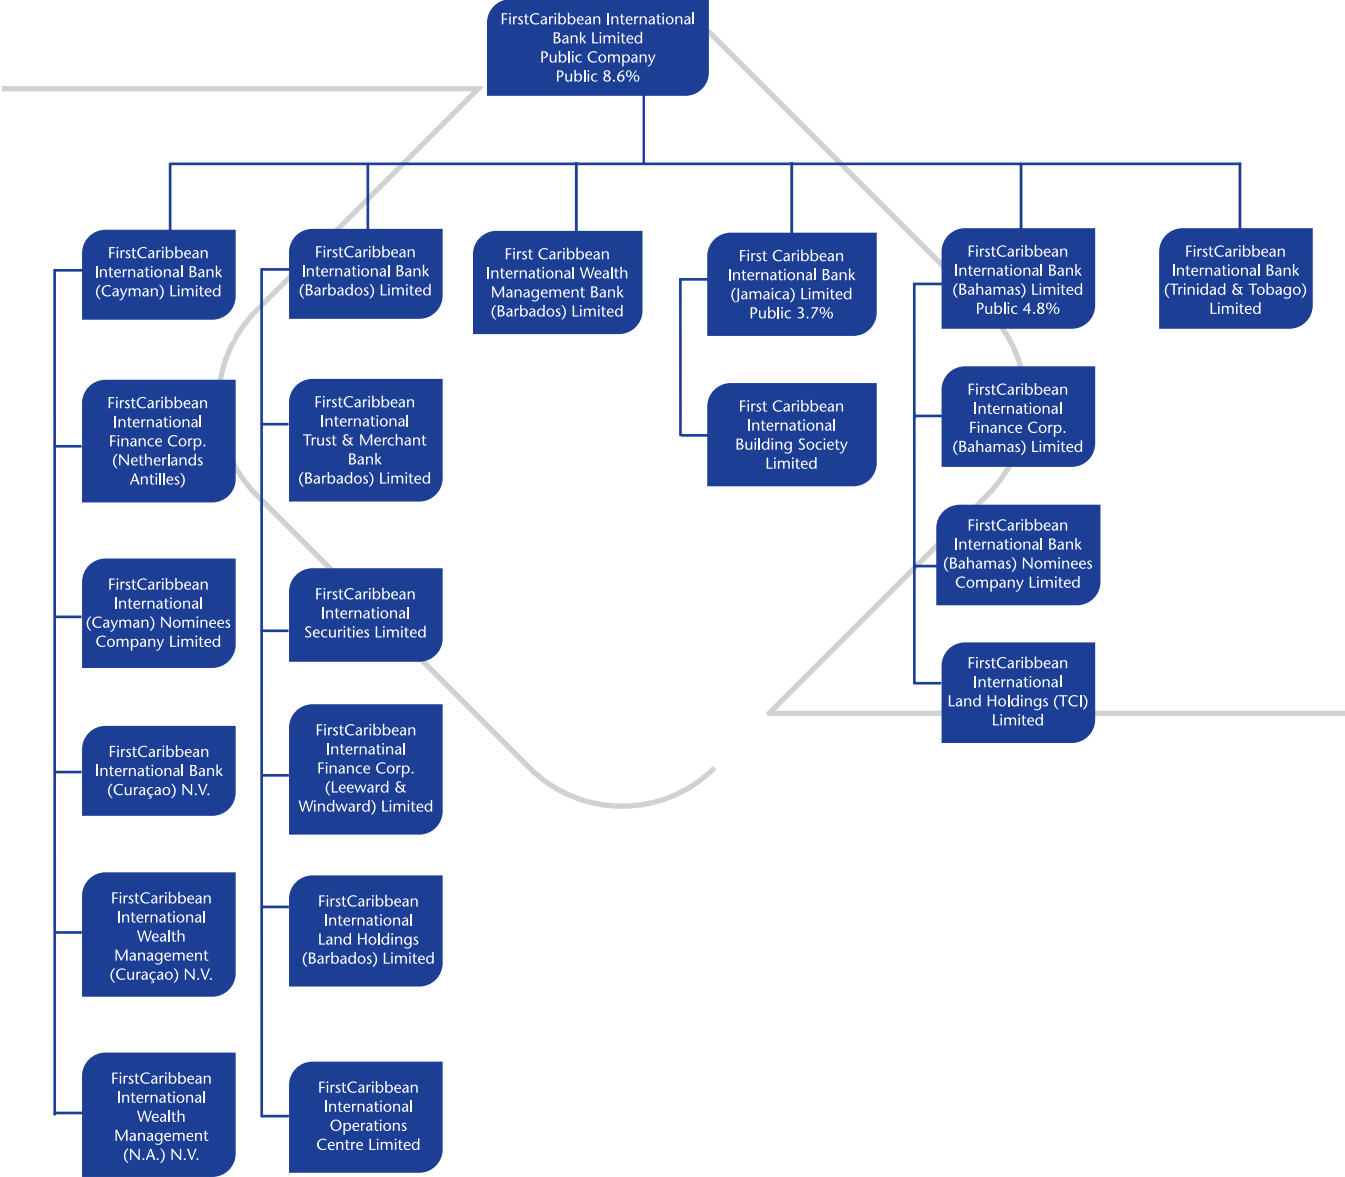 FirstCaribbean International
Bank Limited
Public Company
Public 8.6%
FirstCaribbean
International Bank
(Cayman) Limited
FirstCaribbean
International Bank
(Barbados) Limited
First Caribbean
International Wealth
Management Bank
(Barbados) Limited
First Caribbean
International Bank
(Jamaica) Limited
Public 3.7%
FirstCaribbean
International Bank
(Bahamas) Limited
Public 4.8%
FirstCaribbean
International Bank
(Trinidad & Tobago)
Limited
FirstCaribbean
International
Finance Corp.
(Netherlands
Antilles)
FirstCaribbean
International
Trust & Merchant
Bank
(Barbados) Limited
First Caribbean
International
Building Society
Limited
FirstCaribbean
International
Finance Corp.
(Bahamas) Limited
FirstCaribbean
International
(Cayman) Nominees
Company Limited
FirstCaribbean
International
Securities Limited
FirstCaribbean
International Bank
(Bahamas) Nominees
Company Limited
FirstCaribbean
International
Land Holdings (TCI)
Limited
FirstCaribbean
International Bank
(Curaçao) N.V.
FirstCaribbean
Internatinal
Finance Corp.
(Leeward &
Windward) Limited
FirstCaribbean
International
Wealth
Management
(Curaçao) N.V.
FirstCaribbean
International
Land Holdings
(Barbados) Limited
FirstCaribbean
International
Wealth
Management
(N.A.) N.V.
FirstCaribbean
International
Operations
Centre Limited